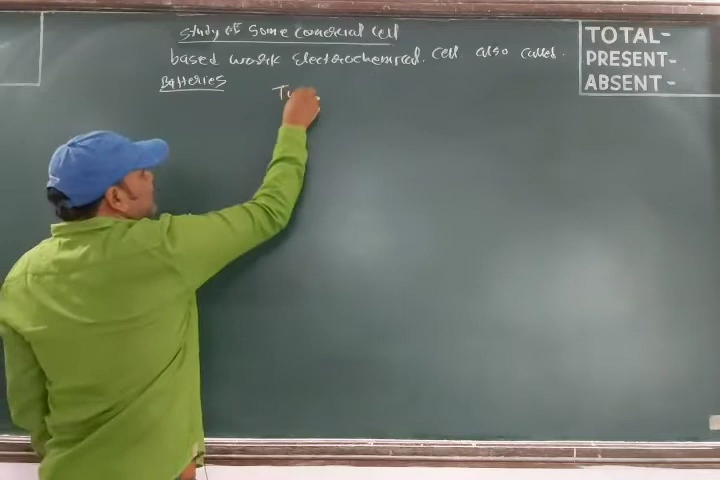 study of some comercial cell
based work Electrochemical. cell also called.
Batteries
TOTAL-
PRESENT-
ABSENT-